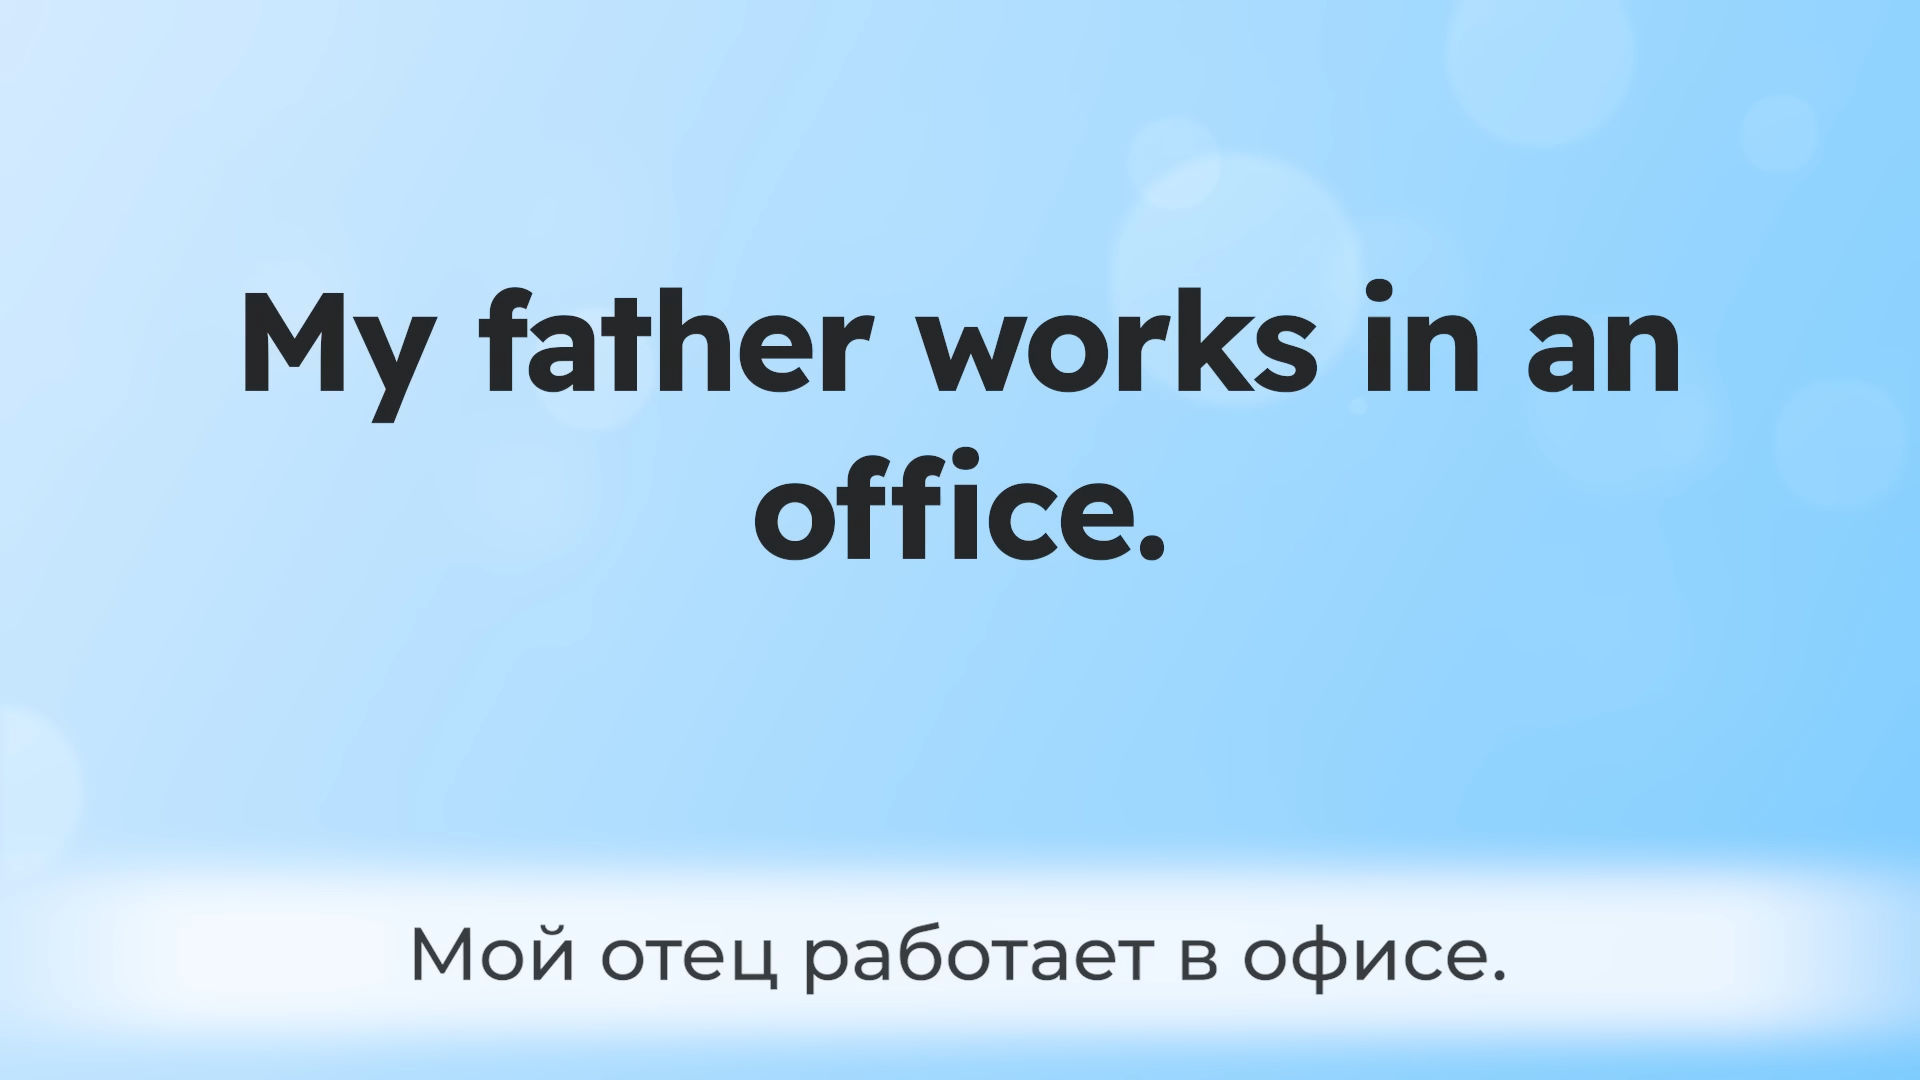 My father works in an
office.
Мой отец работает в офисе.